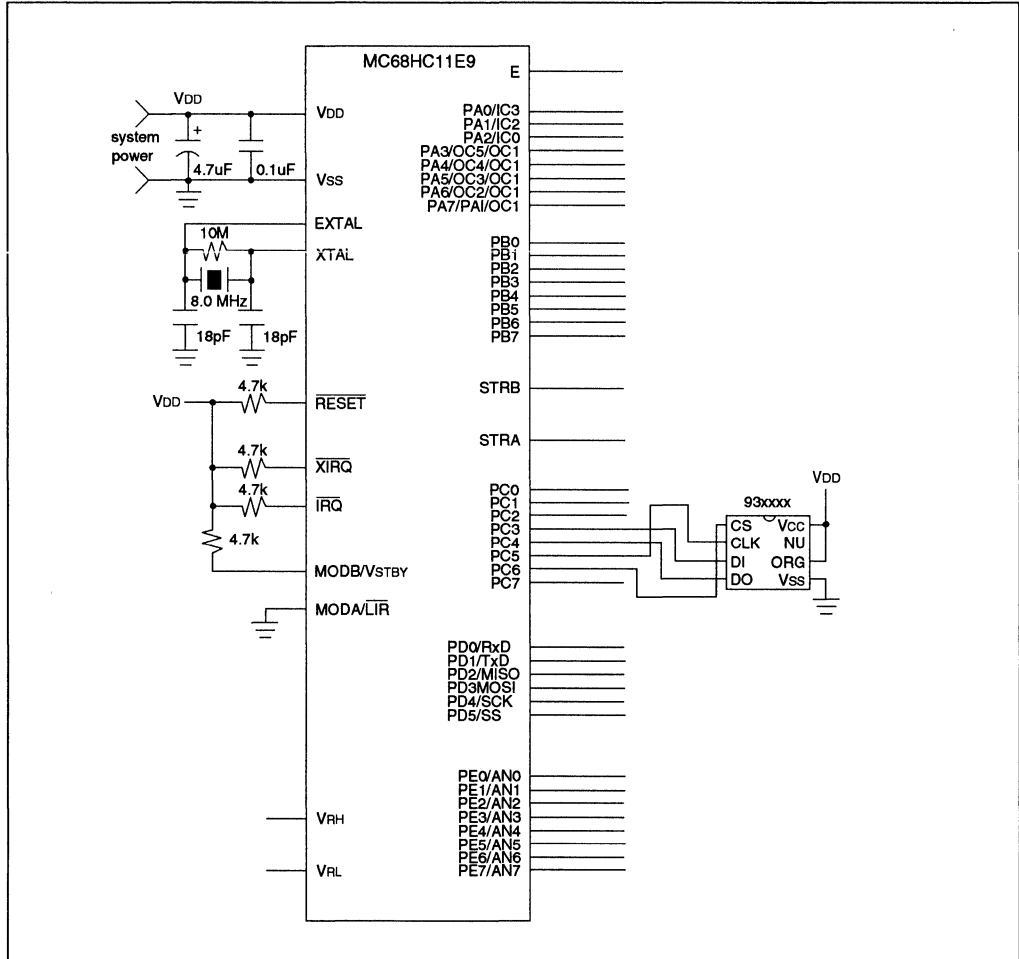 MC68HC11E9
E
VDD
VDD
system
power
+
4.7uF
0.1uF
VSS
EXTAL
10M
XTAL
8.0 MHz
18pF
18pF
4.7k
VDD
RESET
4.7k
XIRQ
4.7k
IRQ
4.7k
MODB/VSTBY
MODA/LIR
VRH
VRL
PA0/IC3
PA1/IC2
PA2/IC0
PA3/OC5/OC1
PA4/OC4/OC1
PA5/OC3/OC1
PA6/OC2/OC1
PA7/PAI/OC1
PB0
PB1
PB2
PB3
PB4
PB5
PB6
PB7
STRB
STRA
PC0
PC1
PC2
PC3
PC4
PC5
PC6
PC7
PD0/RxD
PD1/TxD
PD2/MISO
PD3MOSI
PD4/SCK
PD5/SS
PE0/AN0
PE1/AN1
PE2/AN2
PE3/AN3
PE4/AN4
PE5/AN5
PE6/AN6
PE7/AN7
VDD
93xxxx
CS VCC
CLK NU
DI ORG
DO VSS